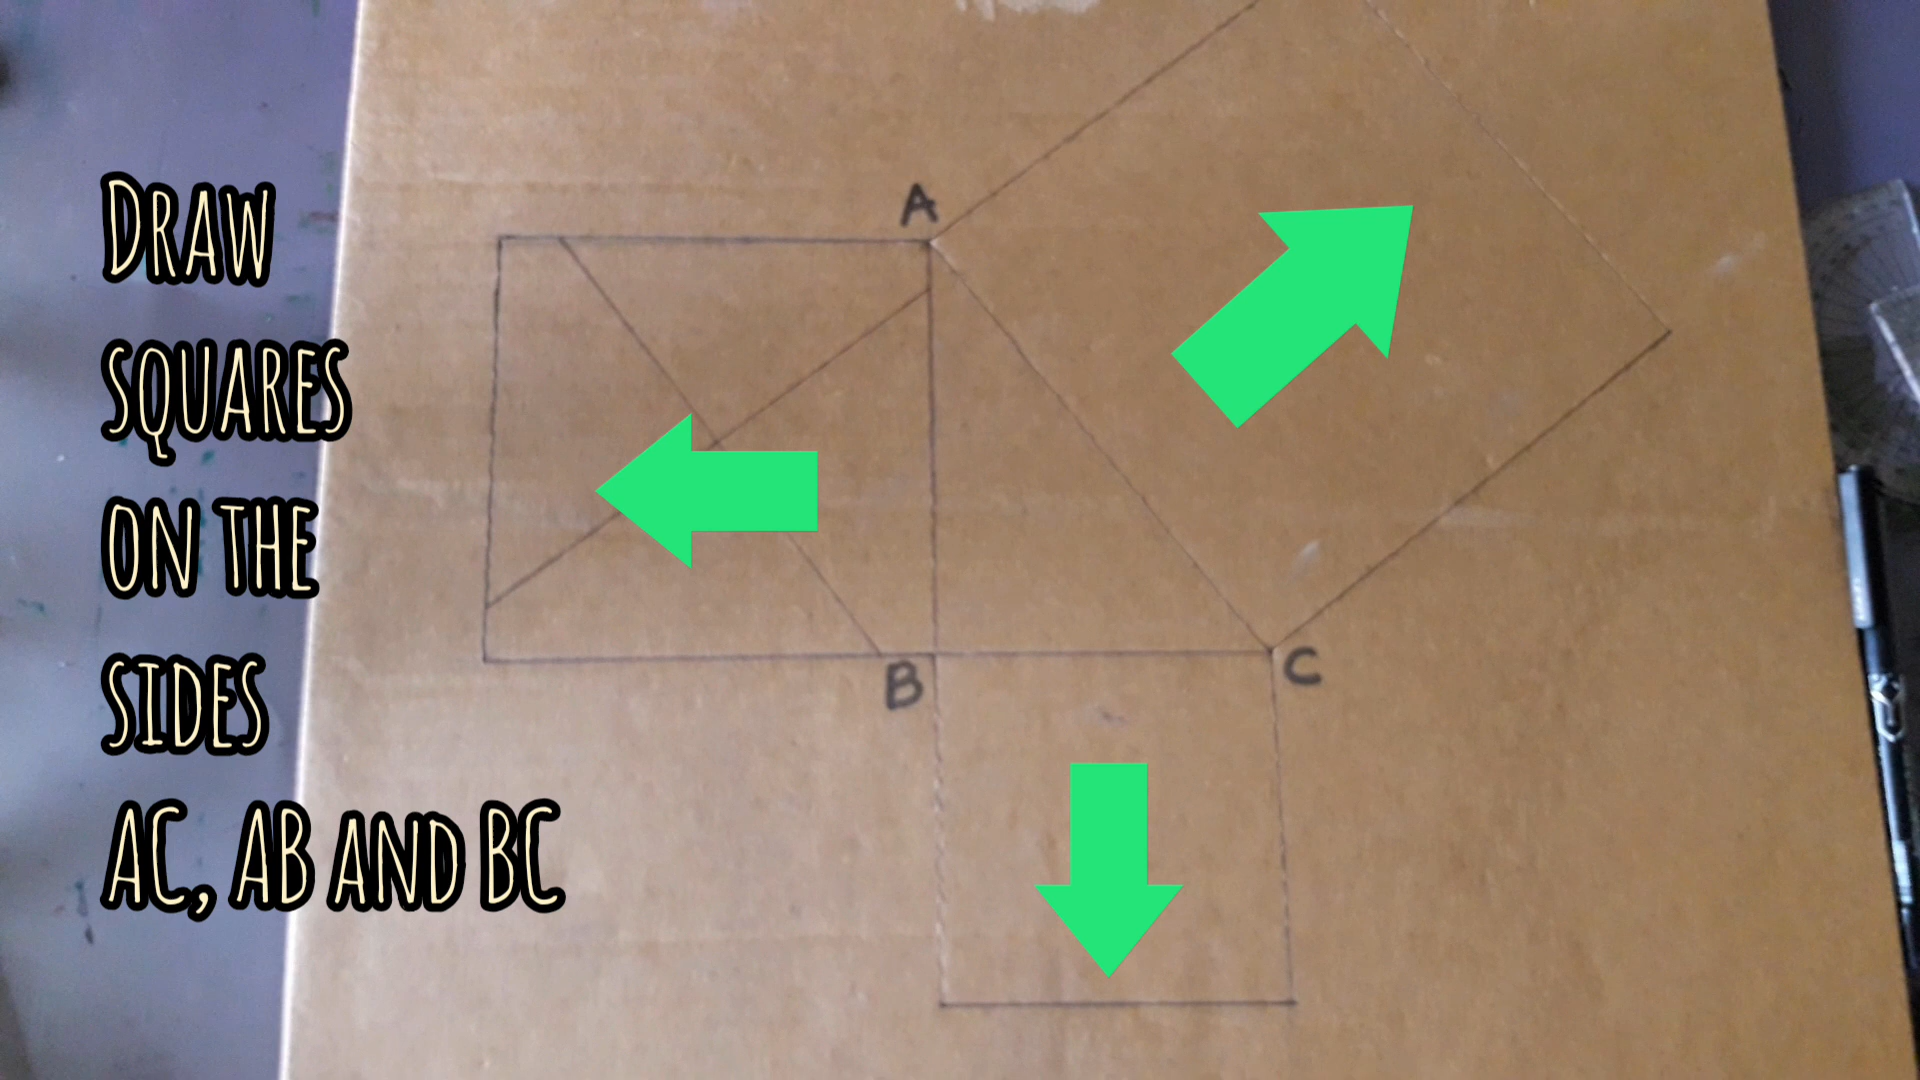 Draw
squares
on the
sides
AC, AB and BC
A
B
C